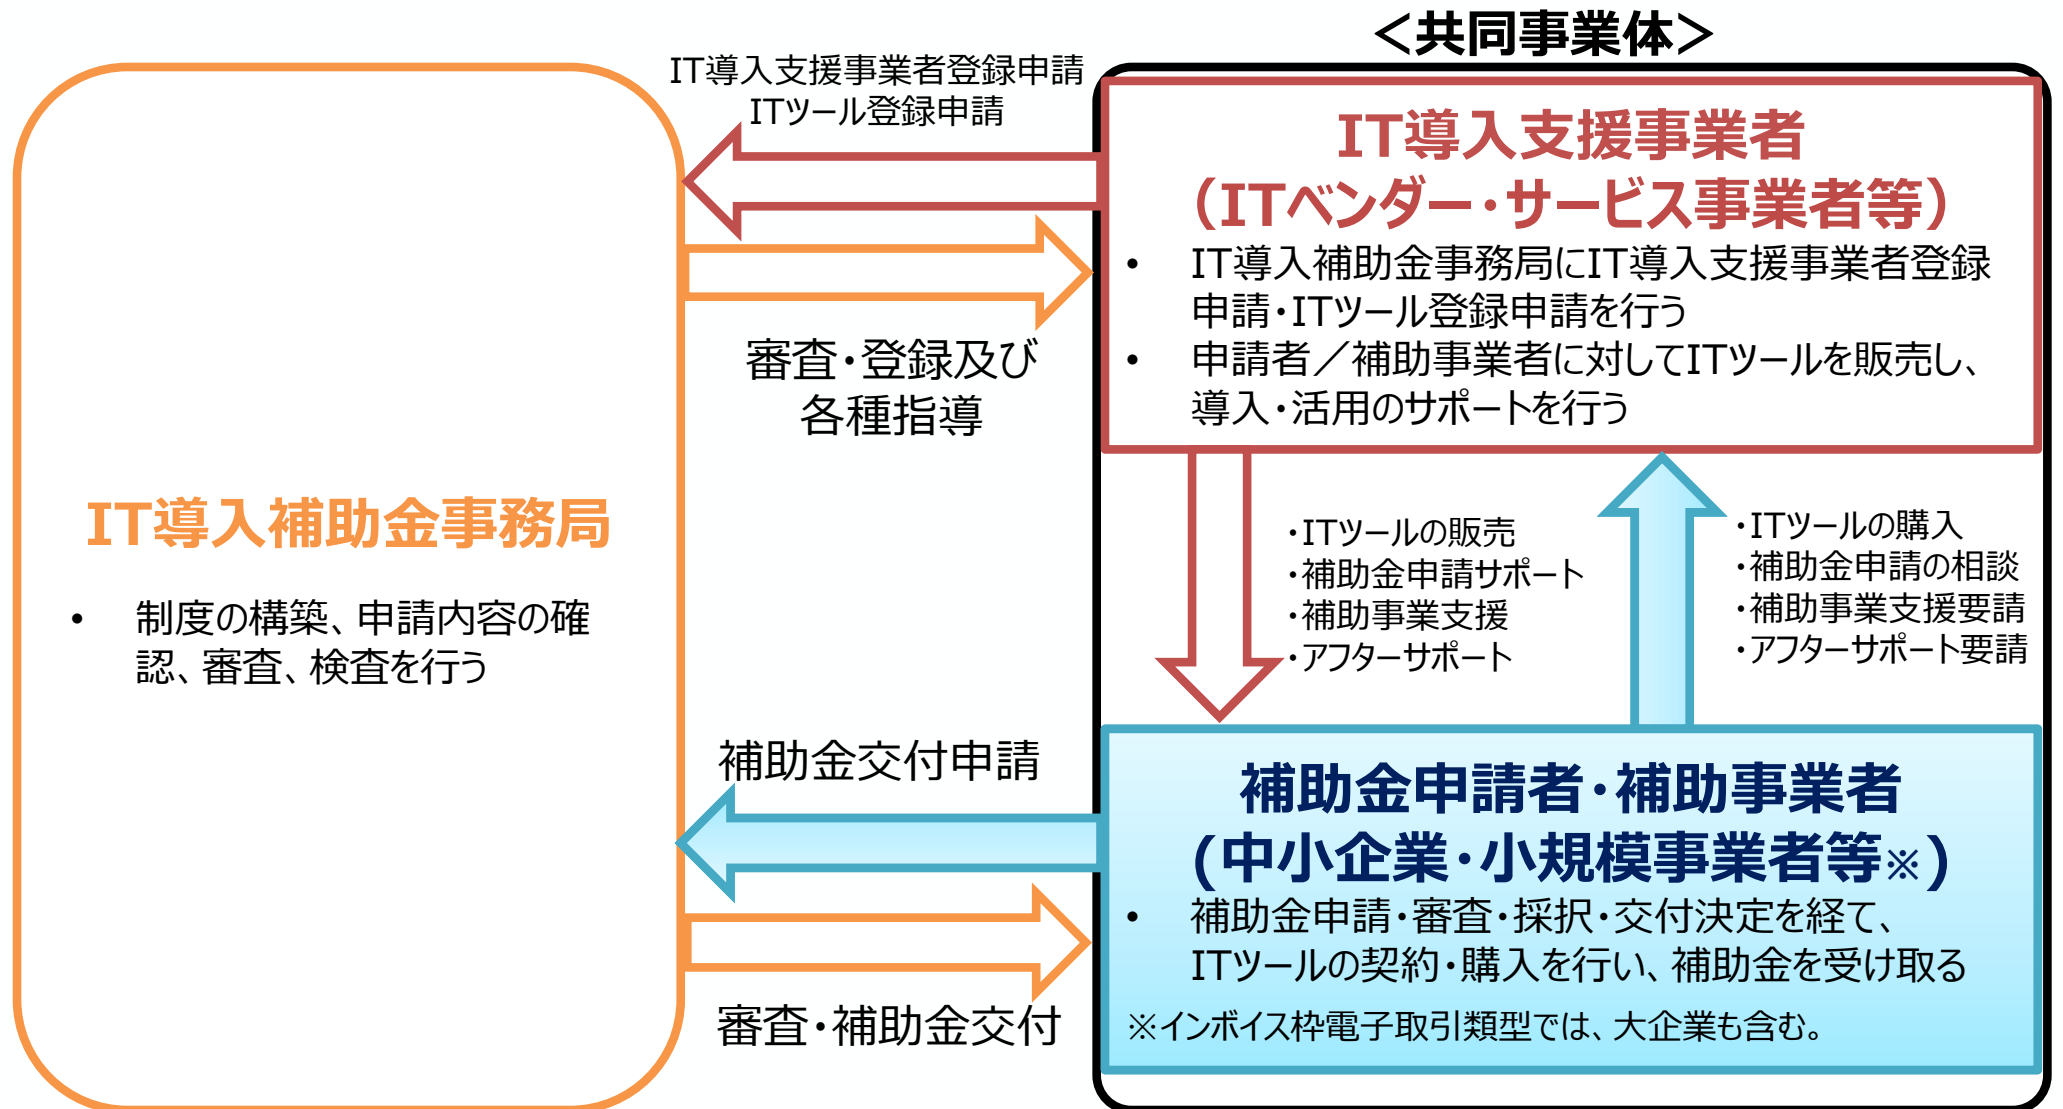 <共同事業体>
IT導入支援事業者登録申請
ITツール登録申請
審査・登録及び
各種指導
IT導入補助金事務局
• 制度の構築、申請内容の確
認、審査、検査を行う
補助金交付申請
審査・補助金交付
IT導入支援事業者
（ITベンダー・サービス事業者等）
• IT導入補助金事務局にIT導入支援事業者登録
申請・ITツール登録申請を行う
• 申請者／補助事業者に対してITツールを販売し、
導入・活用のサポートを行う
・ITツールの販売
・補助金申請サポート
・補助事業支援
・アフターサポート
・ITツールの購入
・補助金申請の相談
・補助事業支援要請
・アフターサポート要請
補助金申請者・補助事業者
(中小企業・小規模事業者等※)
• 補助金申請・審査・採択・交付決定を経て、
ITツールの契約・購入を行い、補助金を受け取る
※インボイス枠電子取引類型では、大企業も含む。